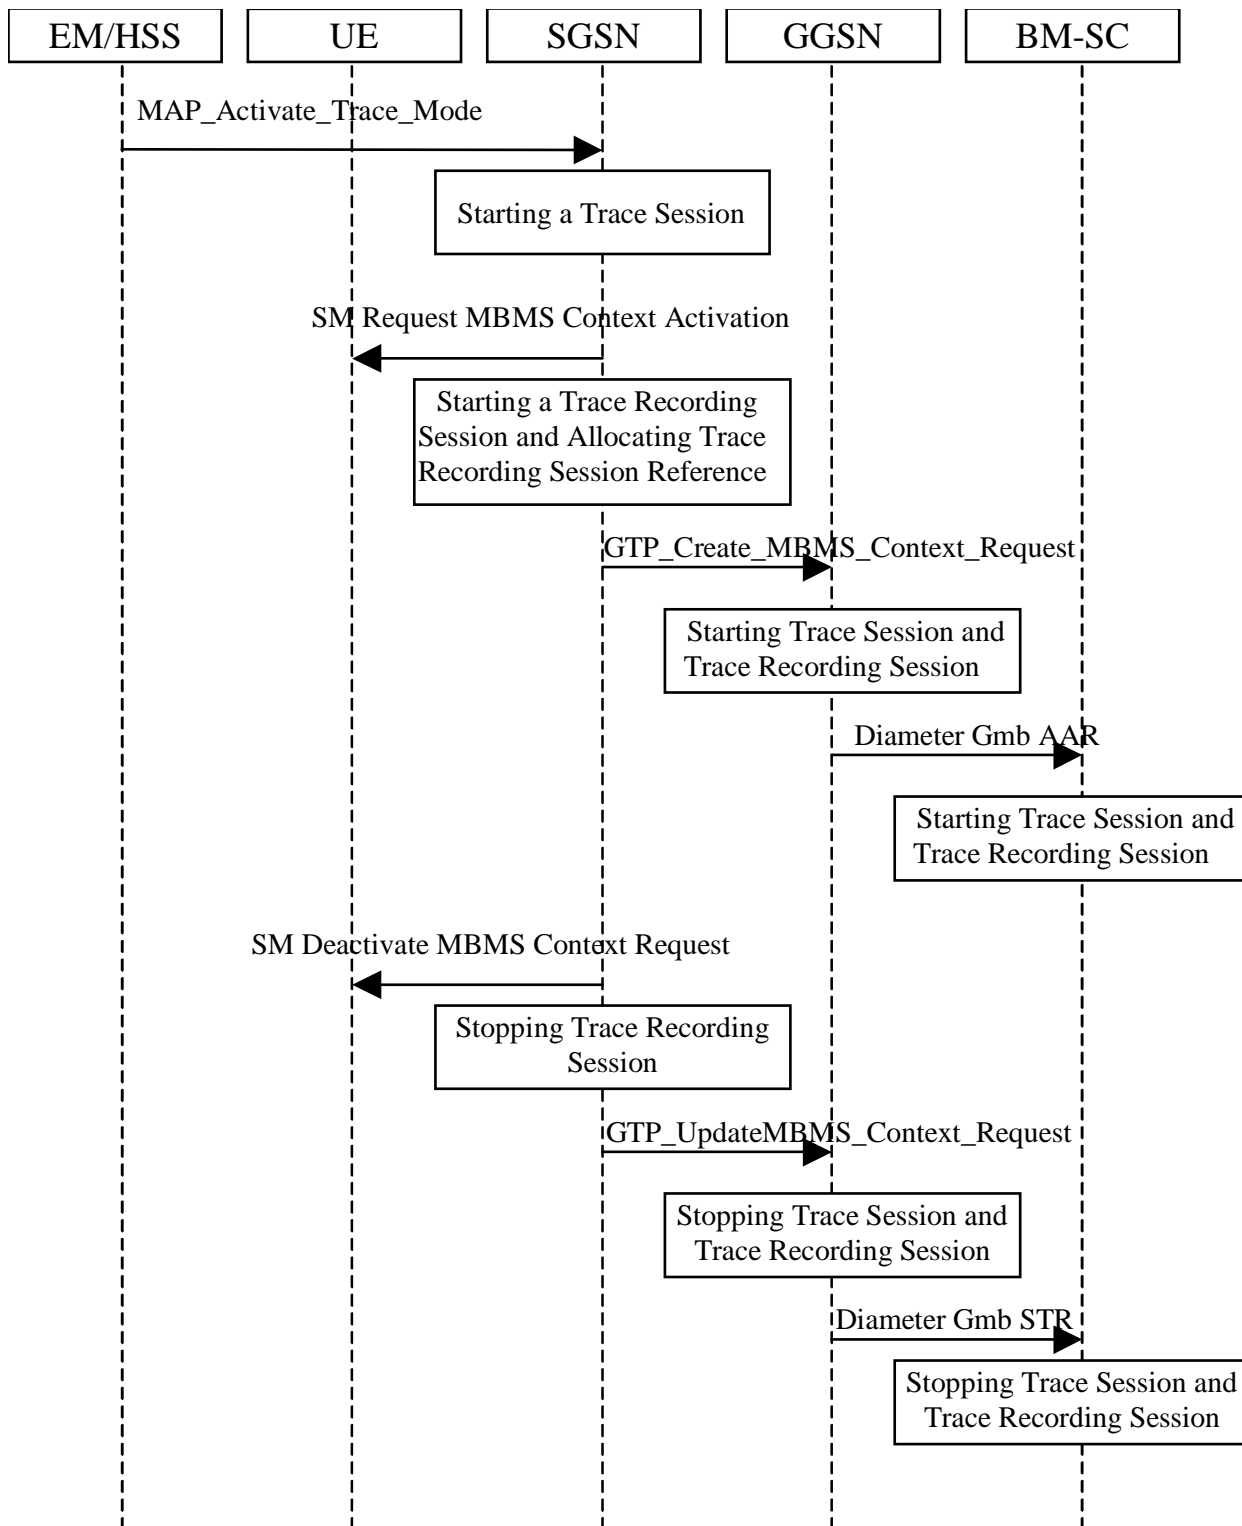 EM/HSS
UE
SGSN
GGSN
BM-SC
MAP_Activate_Trace_Mode
Starting a Trace Session
SM Request MBMS Context Activation
Starting a Trace Recording
Session and Allocating Trace
Recording Session Reference
GTP_Create_MBMS_Context_Request
Starting Trace Session and
Trace Recording Session
Diameter Gmb AAR
Starting Trace Session and
Trace Recording Session
SM Deactivate MBMS Context Request
Stopping Trace Recording
Session
GTP_UpdateMBMS_Context_Request
Stopping Trace Session and
Trace Recording Session
Diameter Gmb STR
Stopping Trace Session and
Trace Recording Session